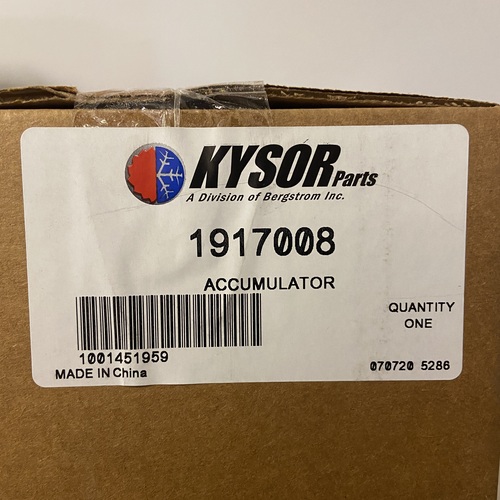 KYSOR Parts
A Division of Bergstrom Inc.
1917008
ACCUMULATOR
QUANTITY
ONE
1001451959
MADE IN China
070720 5286